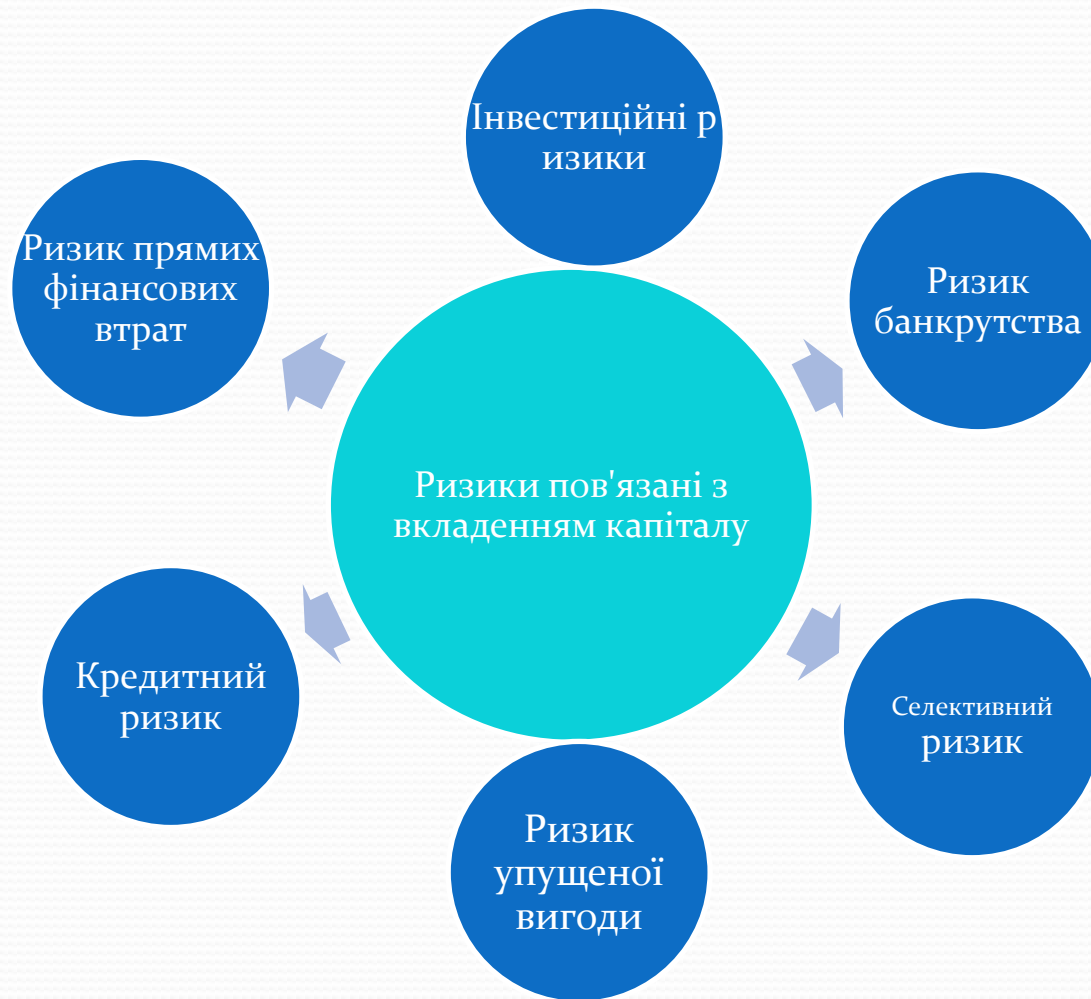 Інвестиційні р
изики
Ризик прямих
фінансових
втрат
Ризик
банкрутства
Ризики пов'язані з
вкладенням капіталу
Кредитний
ризик
Селективний
ризик
Ризик
упущеної
вигоди